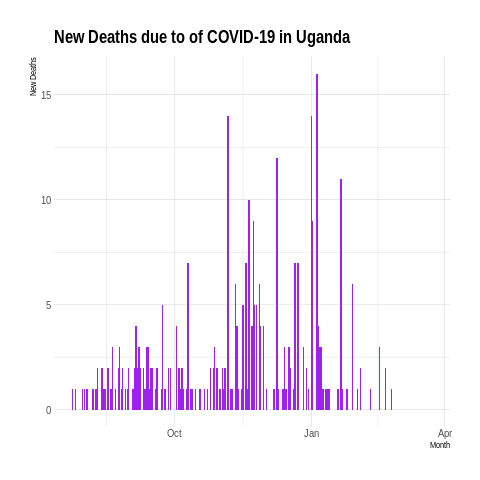 New Deaths due to of COVID-19 in Uganda
New Deaths
15
10
5
0
Oct
Jan
Apr
Month